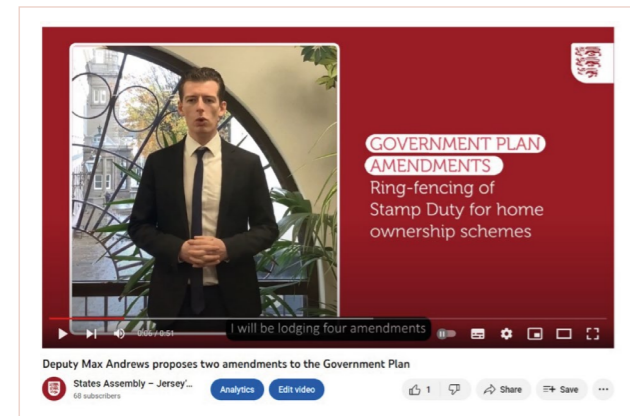 GOVERNMENT PLAN
AMENDMENTS
Ring-fencing of
Stamp Duty for home
ownership schemes
I will be lodging four amendments
0:06 / 0:51
Deputy Max Andrews proposes two amendments to the Government Plan
States Assembly – Jersey'...
68 subscribers
Analytics
Edit video
1
Share
Save